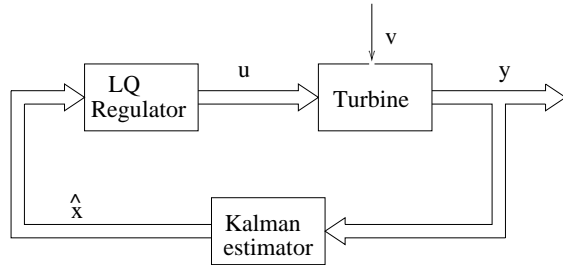 v
LQ
Regulator
u
Turbine
y
x̂
Kalman
estimator